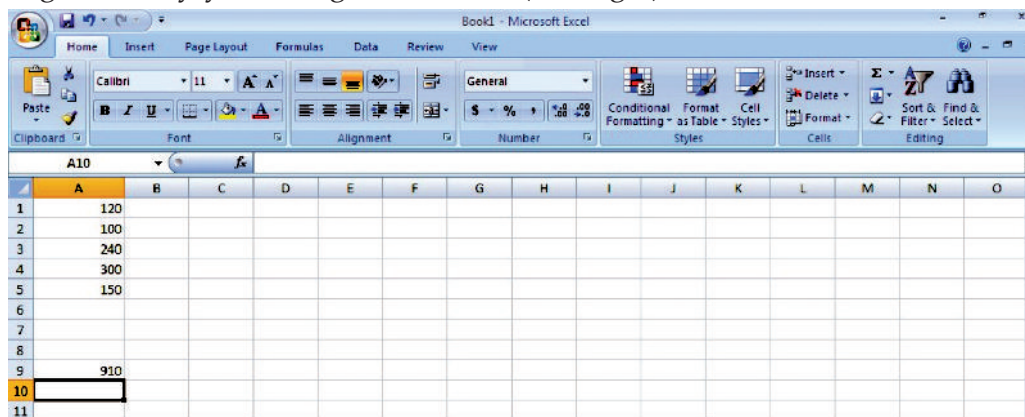 Book1 - Microsoft Excel
Home Insert Page Layout Formulas Data Review View
Paste
Calibri 11 A A
B I U A
General
$ % ,
Conditional Formatting
Format as Table
Cell Styles
Insert
Delete
Format
Σ
Sort & Filter
Find & Select
Clipboard Font Alignment Number Styles Cells Editing
A10 fx
A B C D E F G H I J K L M N O
1 120
2 100
3 240
4 300
5 150
6
7
8
9 910
10
11